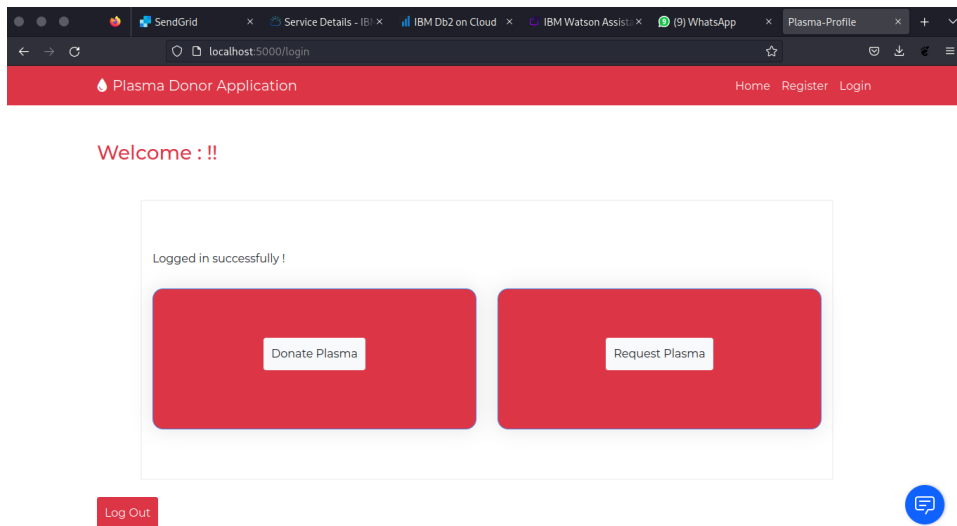 SendGrid
Service Details - IBM
IBM Db2 on Cloud
IBM Watson Assista
(9) WhatsApp
Plasma-Profile
localhost:5000/login
Plasma Donor Application
Home Register Login
Welcome : !!
Logged in successfully !
Donate Plasma
Request Plasma
Log Out